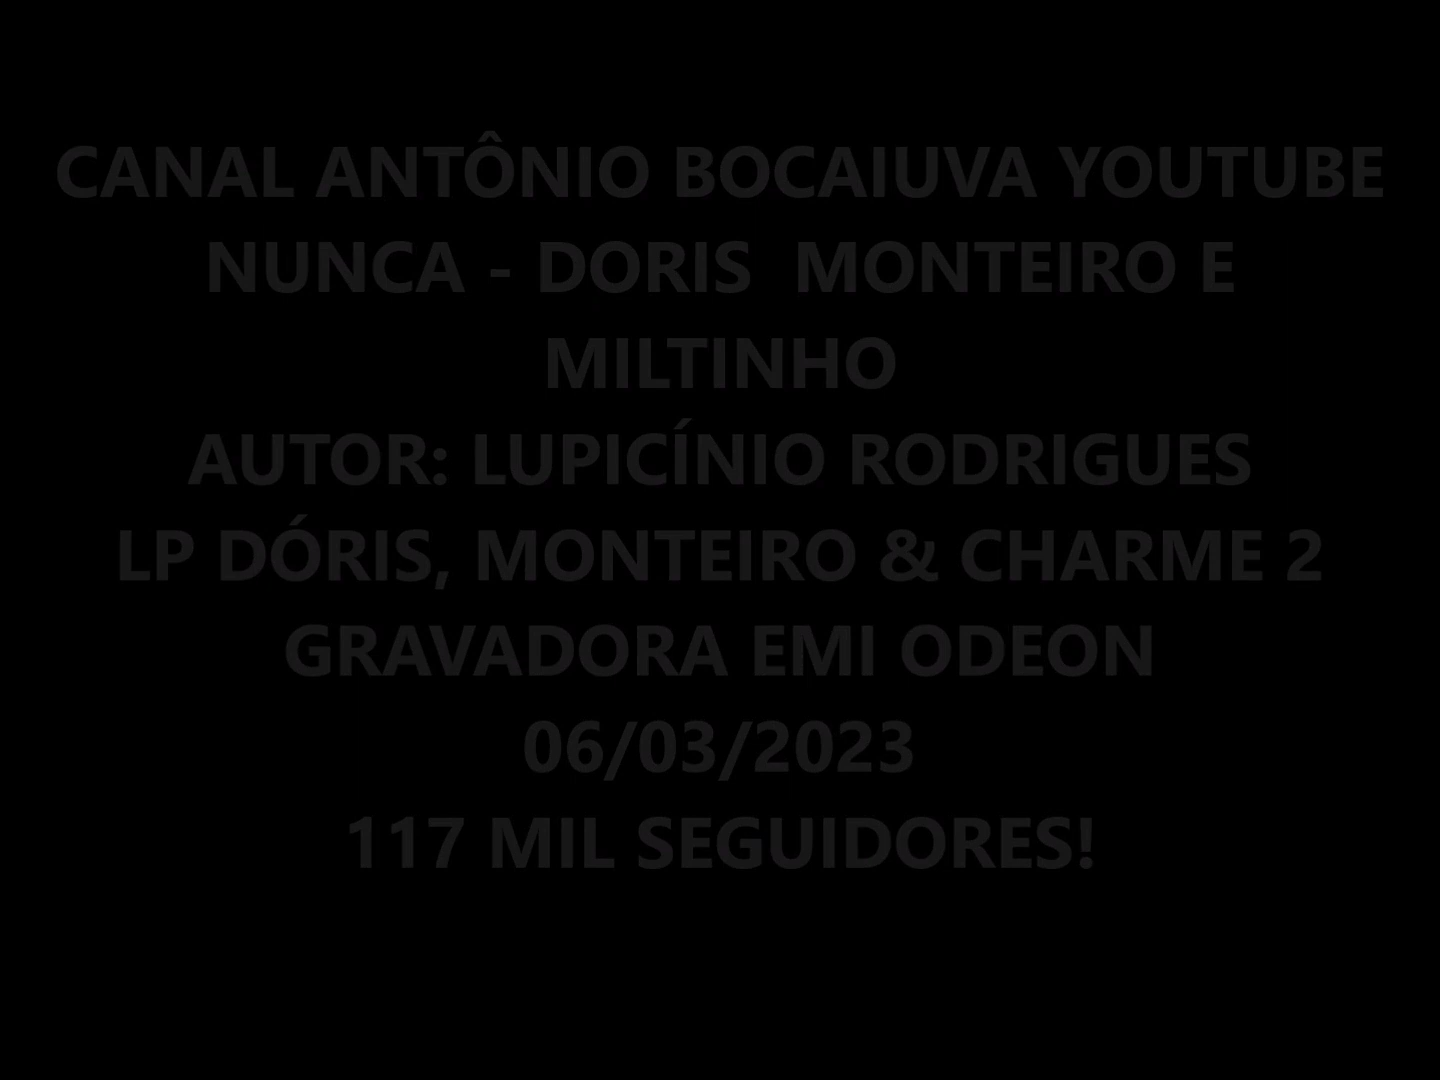 CANAL ANTÔNIO BOCAIUVA YOUTUBE
NUNCA - DORIS  MONTEIRO E
MILTINHO
AUTOR: LUPICÍNIO RODRIGUES
LP DÓRIS, MONTEIRO & CHARME 2
GRAVADORA EMI ODEON
06/03/2023
117 MIL SEGUIDORES!